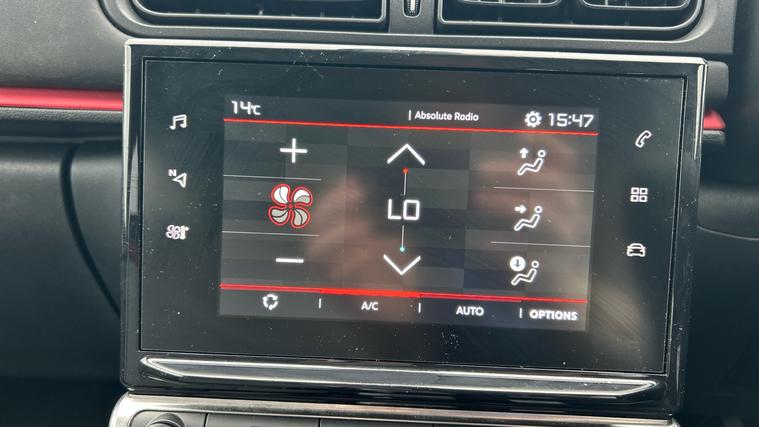 14°C | Absolute Radio 15:47
N
LO
A/C AUTO OPTIONS